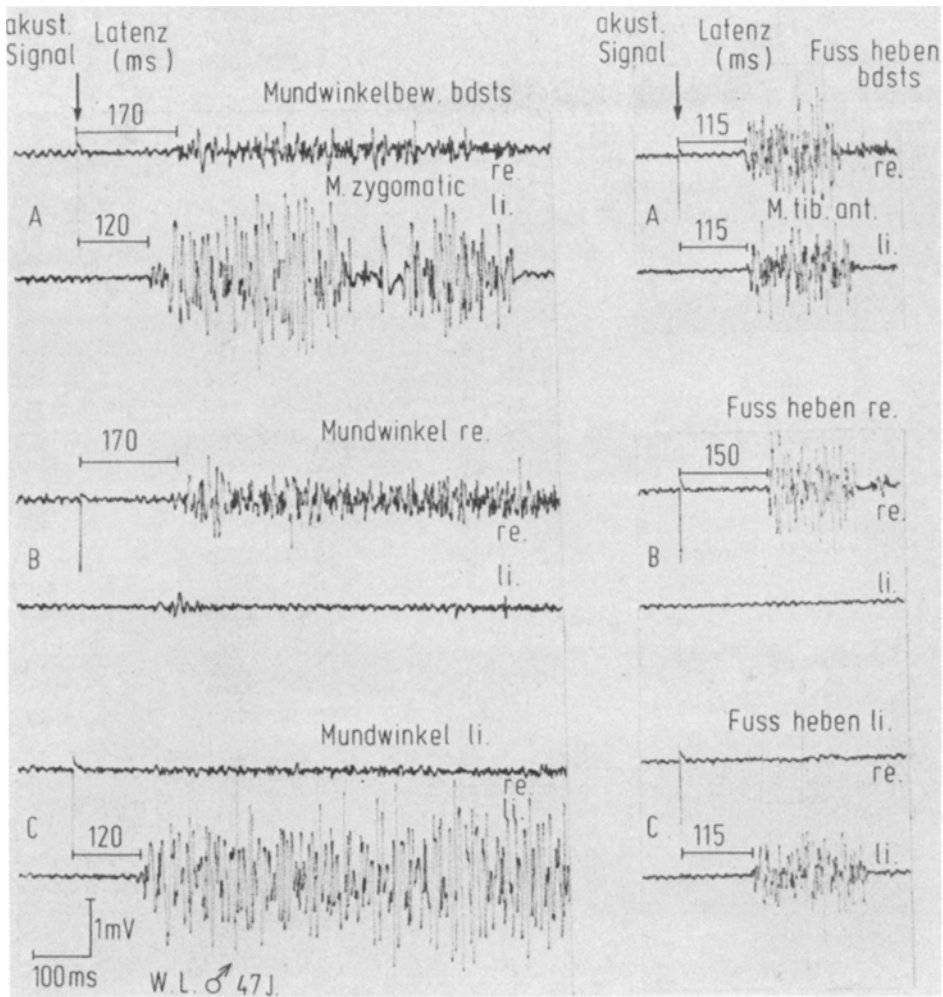 akust. Signal
Latenz (ms)
Mundwinkelbew. bdsts
170
re.
M. zygomatic
li.
A
120
Mundwinkel re.
170
re.
B
li.
Mundwinkel li.
re.
li.
C
120
1mV
100ms
W.L. ♂ 47J.
akust. Signal
Latenz (ms)
Fuss heben bdsts
115
re.
A
M. tib. ant.
115
li.
Fuss heben re.
150
re.
B
li.
Fuss heben li.
re.
C
115
li.